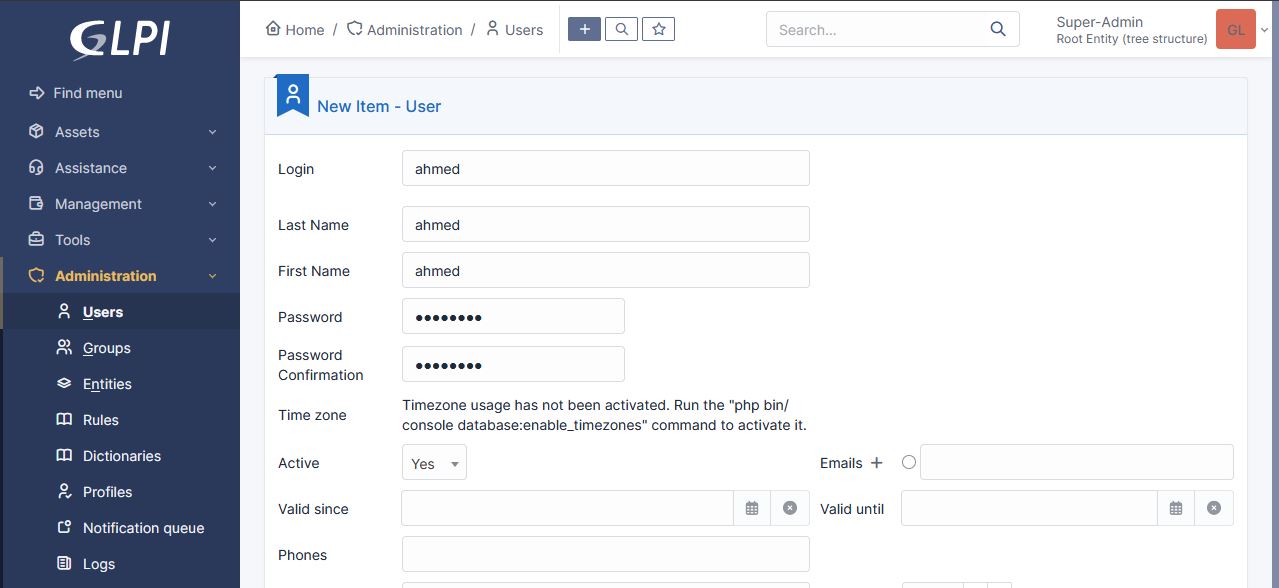 GLPI
Home / Administration / Users
Search...
Super-Admin
Root Entity (tree structure)
GL
Find menu
Assets
Assistance
Management
Tools
Administration
Users
Groups
Entities
Rules
Dictionaries
Profiles
Notification queue
Logs
New Item - User
Login ahmed
Last Name ahmed
First Name ahmed
Password ••••••••
Password
Confirmation ••••••••
Time zone
Timezone usage has not been activated. Run the "php bin/
console database:enable_timezones" command to activate it.
Active Yes Emails
Valid since Valid until
Phones